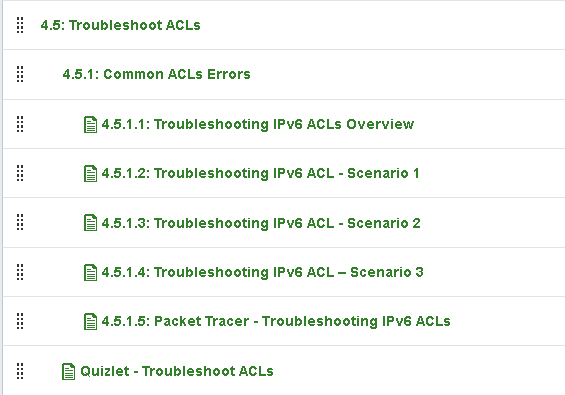 4.5: Troubleshoot ACLs
4.5.1: Common ACLs Errors
4.5.1.1: Troubleshooting IPv6 ACLs Overview
4.5.1.2: Troubleshooting IPv6 ACL - Scenario 1
4.5.1.3: Troubleshooting IPv6 ACL - Scenario 2
4.5.1.4: Troubleshooting IPv6 ACL – Scenario 3
4.5.1.5: Packet Tracer - Troubleshooting IPv6 ACLs
Quizlet - Troubleshoot ACLs